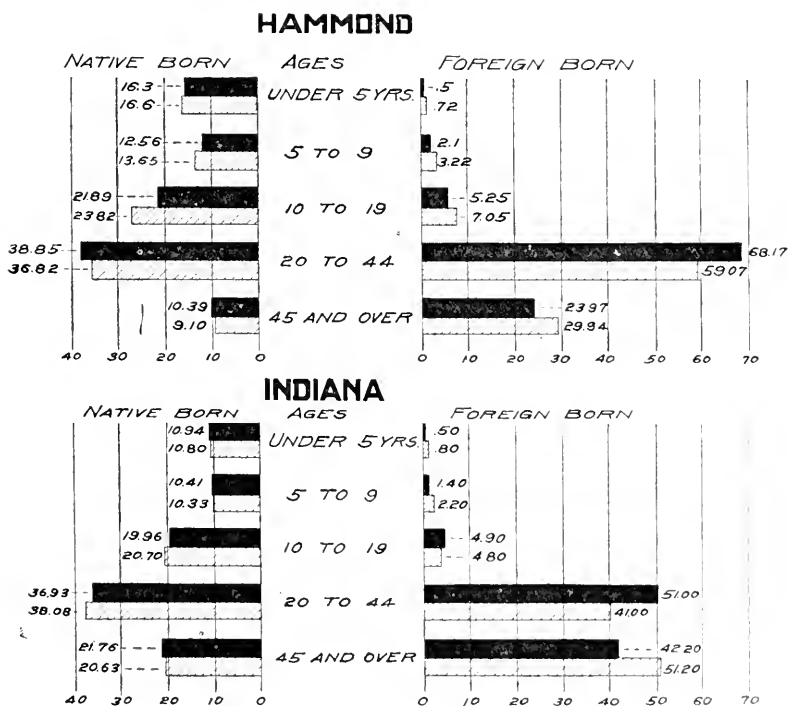 HAMMOND
NATIVE BORN AGES FOREIGN BORN
16.3 UNDER 5 YRS. .5
16.6 .72
12.56 5 TO 9 2.1
13.65 3.22
21.89 10 TO 19 5.25
23.82 7.05
38.85 20 TO 44 68.17
36.82 59.07
10.39 45 AND OVER 23.97
9.10 29.94
40 30 20 10 0 0 10 20 30 40 50 60 70
INDIANA
NATIVE BORN AGES FOREIGN BORN
10.94 UNDER 5 YRS. .50
10.80 .80
10.41 5 TO 9 1.40
10.33 2.20
19.96 10 TO 19 4.90
20.70 4.80
36.93 20 TO 44 51.00
38.08 41.00
21.76 45 AND OVER 42.20
20.63 51.20
40 30 20 10 0 0 10 20 30 40 50 60 70